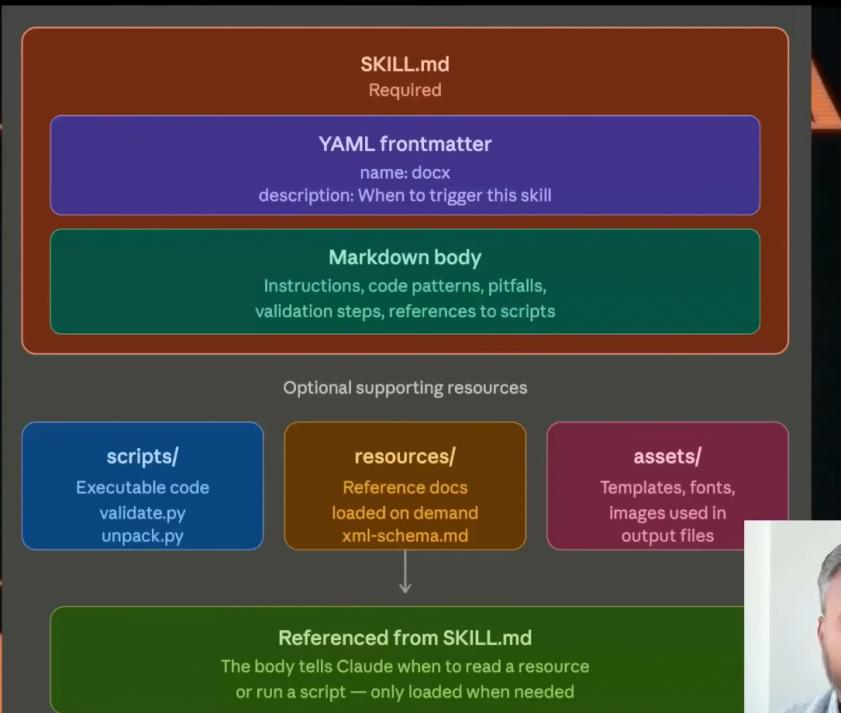 SKILL.md
Required
YAML frontmatter
name: docx
description: When to trigger this skill
Markdown body
Instructions, code patterns, pitfalls,
validation steps, references to scripts
Optional supporting resources
scripts/
Executable code
validate.py
unpack.py
resources/
Reference docs
loaded on demand
xml-schema.md
assets/
Templates, fonts,
images used in
output files
Referenced from SKILL.md
The body tells Claude when to read a resource
or run a script — only loaded when needed